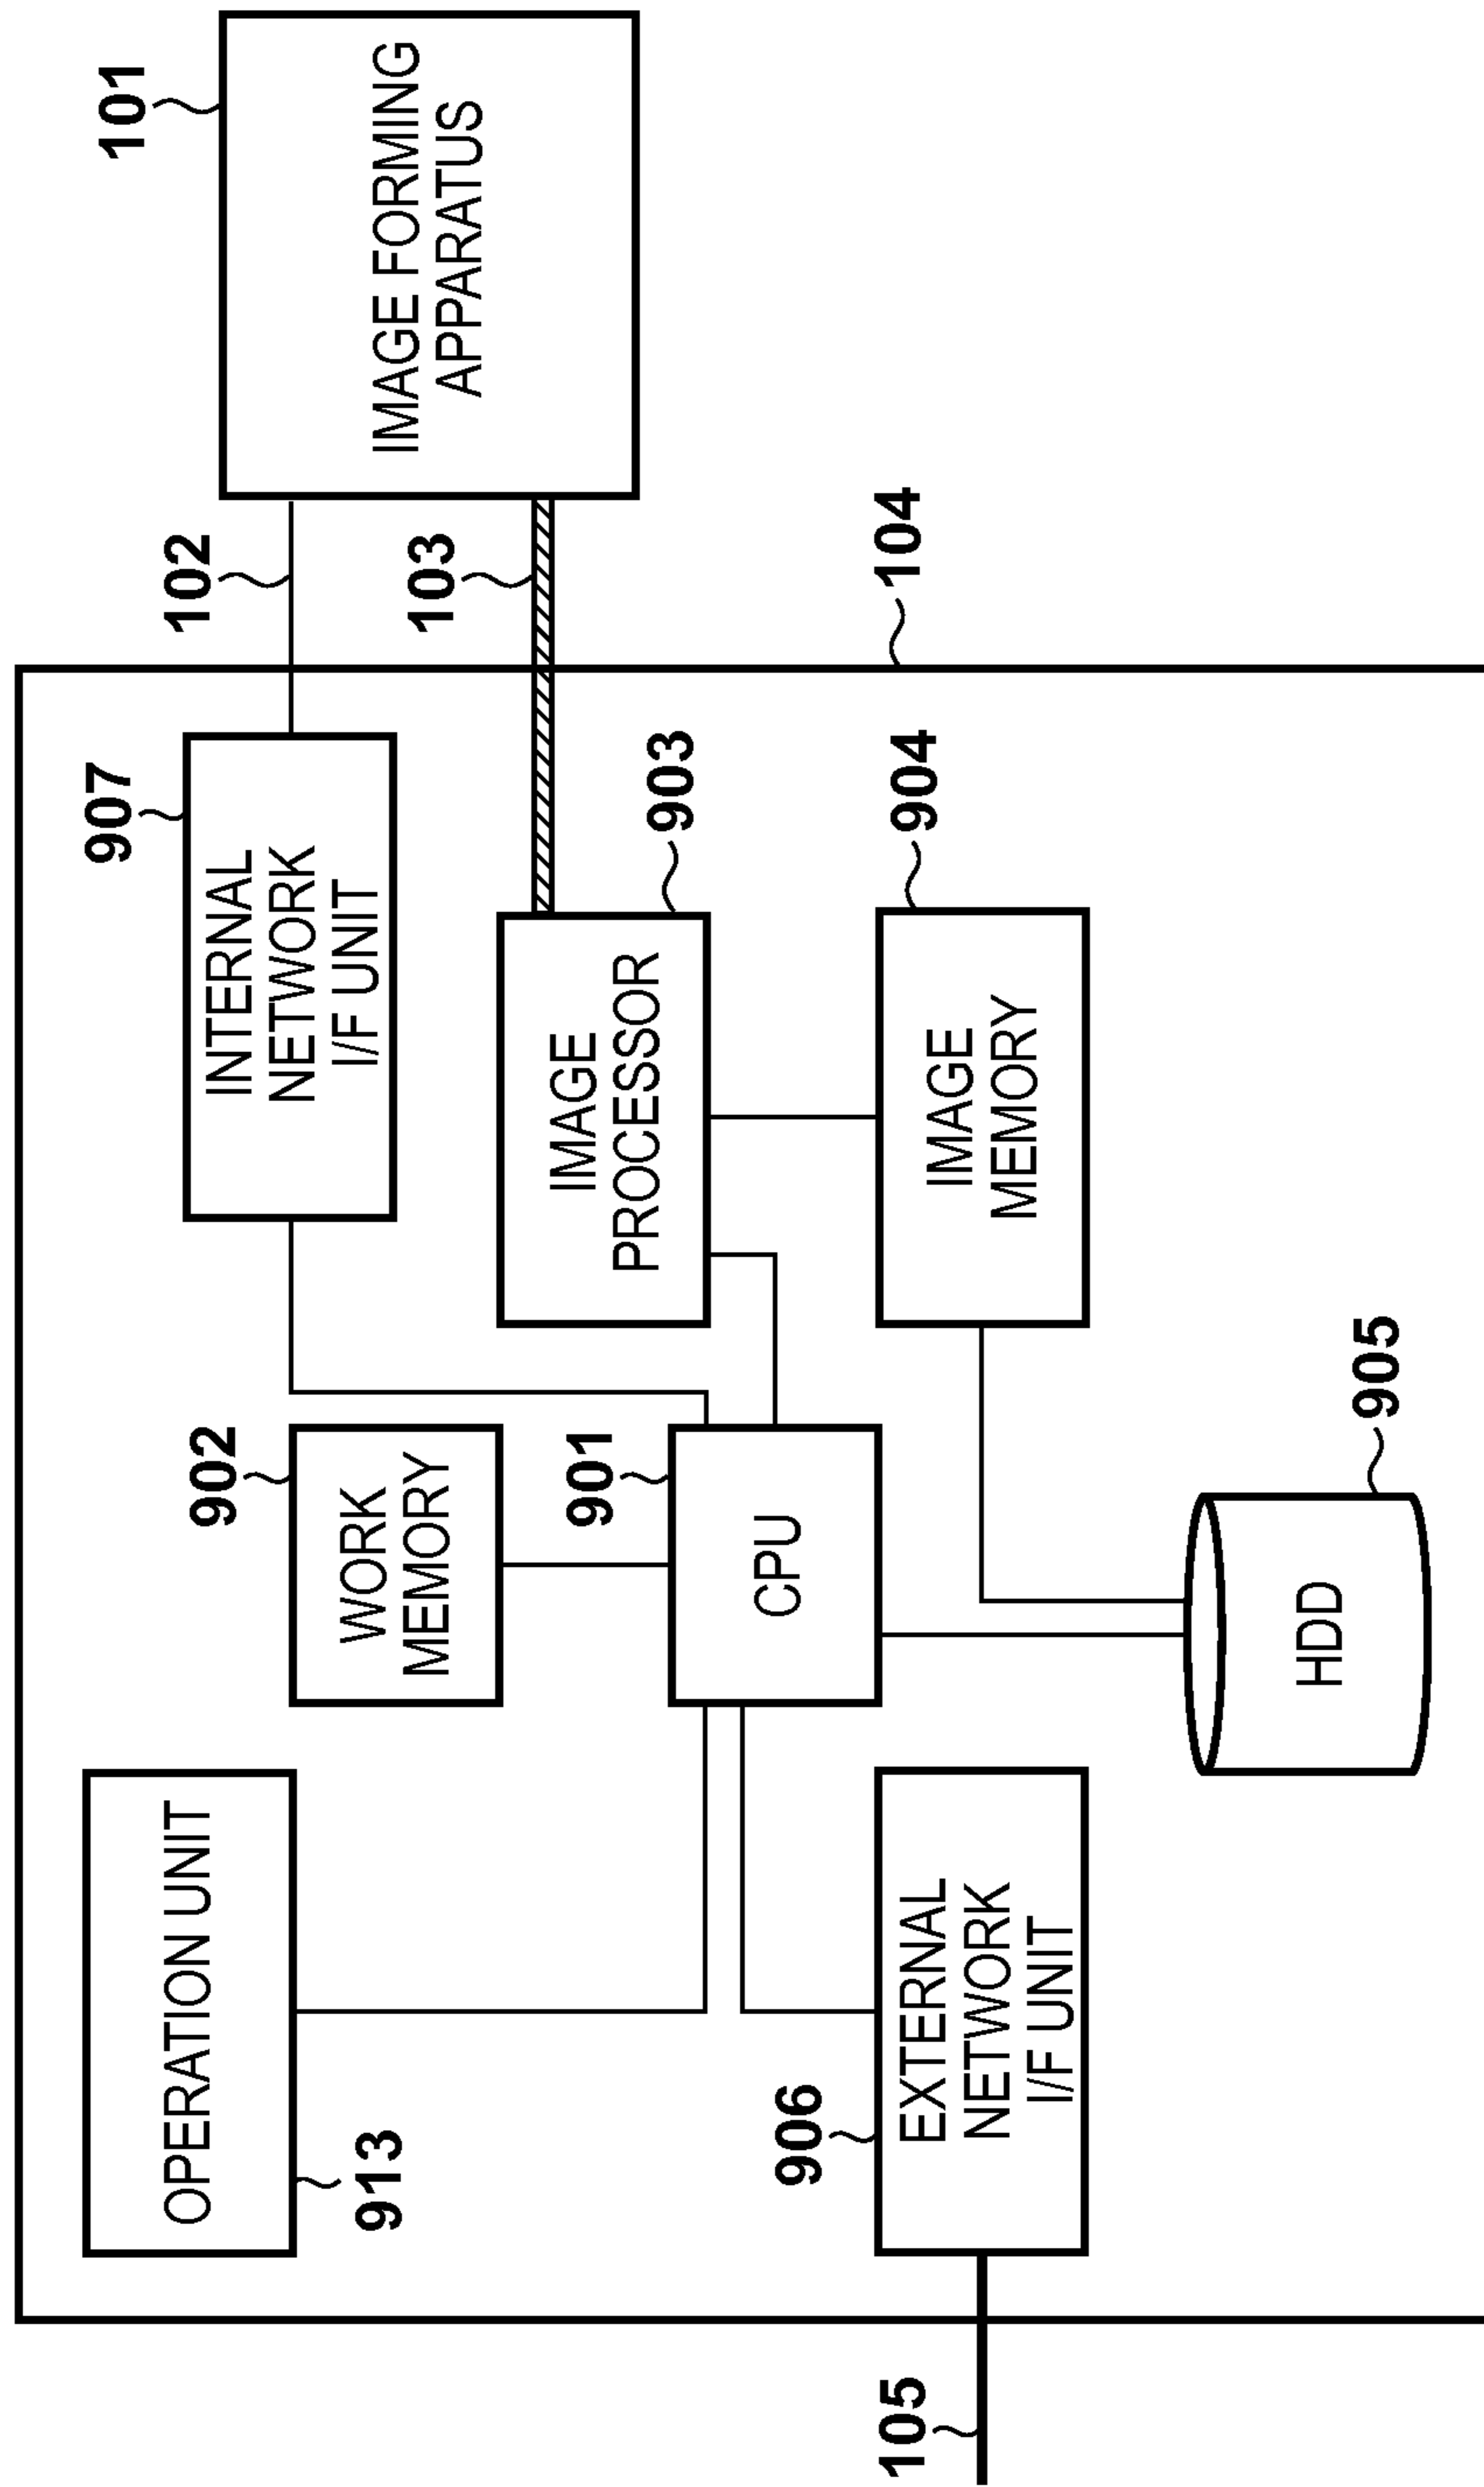 101
IMAGE FORMING
APPARATUS
102
103
104
907
INTERNAL
NETWORK
I/F UNIT
903
IMAGE
PROCESSOR
904
IMAGE
MEMORY
902
WORK
MEMORY
901
CPU
905
HDD
OPERATION UNIT
913
906
EXTERNAL
NETWORK
I/F UNIT
105